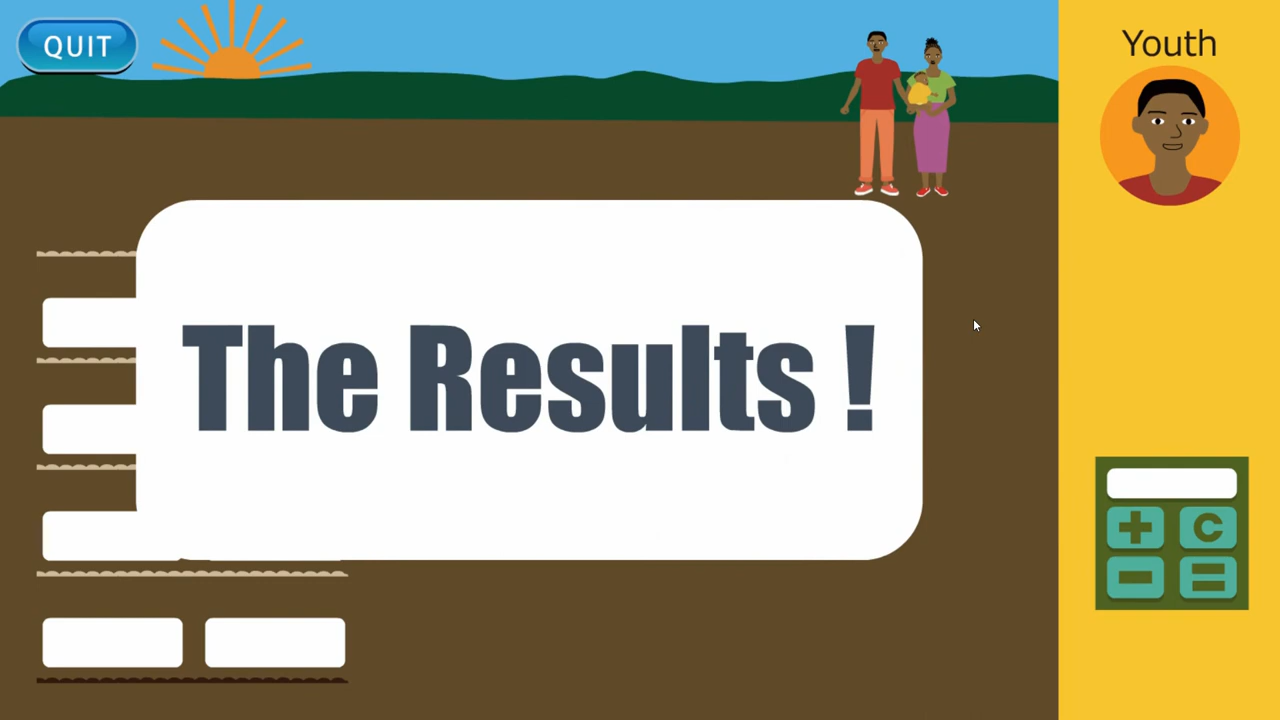 QUIT
Youth
The Results !
+ C
- =